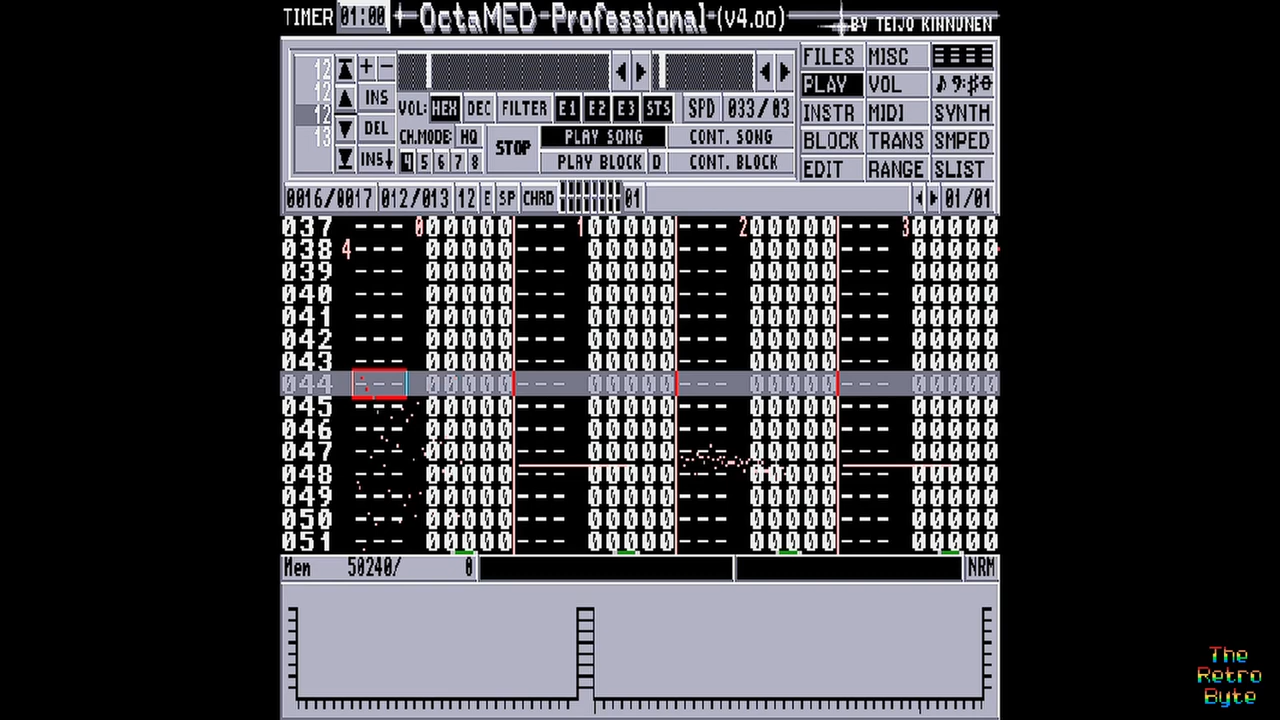 TIMER 01:00 OctaMED-Professional (v4.00) BY TEIJO KINNUNEN
12 + - FILES MISC
12 INS VOL: HEX DEC FILTER E1 E2 E3 STS SPD 033/03 PLAY VOL
12 DEL CH.MODE: HQ STOP PLAY SONG CONT. SONG INSTR MIDI SYNTH
13 INS↓ 4 5 6 7 8 PLAY BLOCK D CONT. BLOCK BLOCK TRANS SMPED
EDIT RANGE SLIST
0016/0017 012/013 12 E SP CHRD 01 01/01
037 --- 000000 --- 100000 --- 200000 --- 300000
038 4 --- 00000 --- 00000 --- 00000 --- 00000
039 --- 00000 --- 00000 --- 00000 --- 00000
040 --- 00000 --- 00000 --- 00000 --- 00000
041 --- 00000 --- 00000 --- 00000 --- 00000
042 --- 00000 --- 00000 --- 00000 --- 00000
043 --- 00000 --- 00000 --- 00000 --- 00000
044 --- 00000 --- 00000 --- 00000 --- 00000
045 --- 00000 --- 00000 --- 00000 --- 00000
046 --- 00000 --- 00000 --- 00000 --- 00000
047 --- 00000 --- 00000 --- 00000 --- 00000
048 --- 00000 --- 00000 --- 00000 --- 00000
049 --- 00000 --- 00000 --- 00000 --- 00000
050 --- 00000 --- 00000 --- 00000 --- 00000
051 --- 00000 --- 00000 --- 00000 --- 00000
Mem 50240/ 0 NRM
The
Retro
Byte